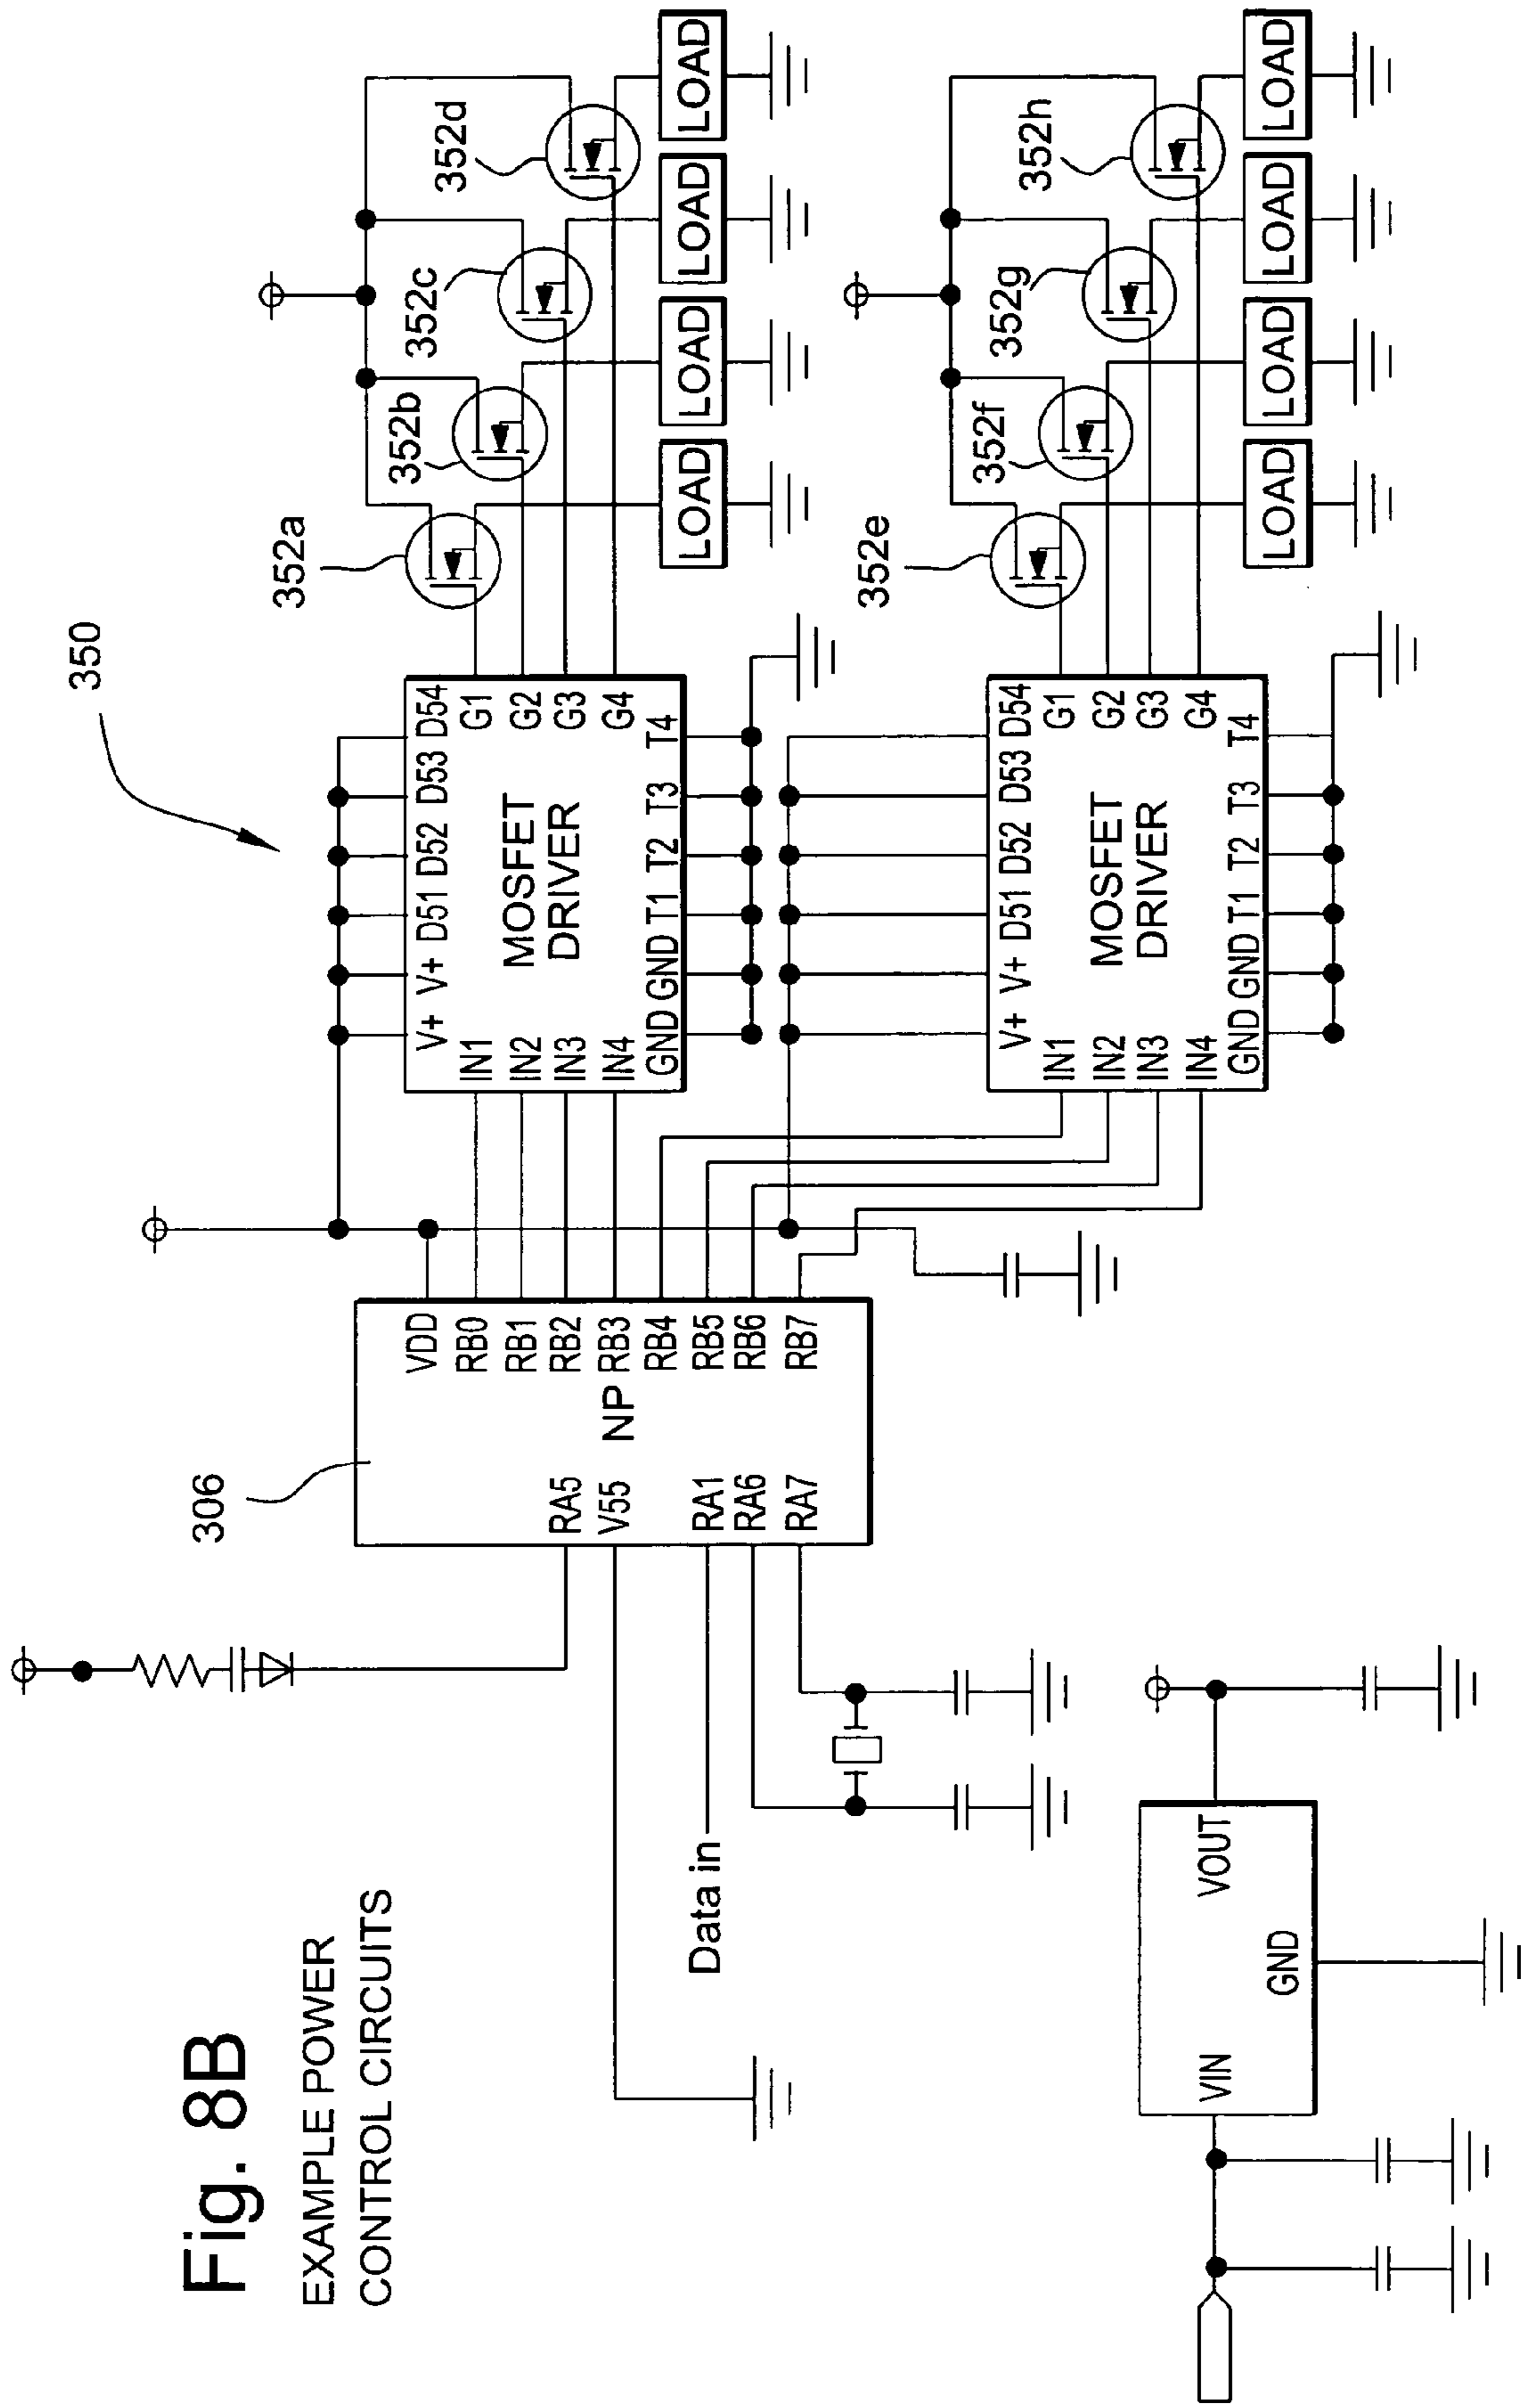 Fig. 8B
EXAMPLE POWER
CONTROL CIRCUITS
306
350
RA5
V55
RA1
RA6
RA7
NP
VDD
RB0
RB1
RB2
RB3
RB4
RB5
RB6
RB7
Data in
V+
V+
D51
D52
D53
D54
IN1
IN2
IN3
IN4
MOSFET
DRIVER
G1
G2
G3
G4
GND
GND
T1
T2
T3
T4
352a
352b
352c
352d
LOAD
LOAD
LOAD
LOAD
V+
V+
D51
D52
D53
D54
IN1
IN2
IN3
IN4
MOSFET
DRIVER
G1
G2
G3
G4
GND
GND
T1
T2
T3
T4
352e
352f
352g
352h
LOAD
LOAD
LOAD
LOAD
VIN
VOUT
GND